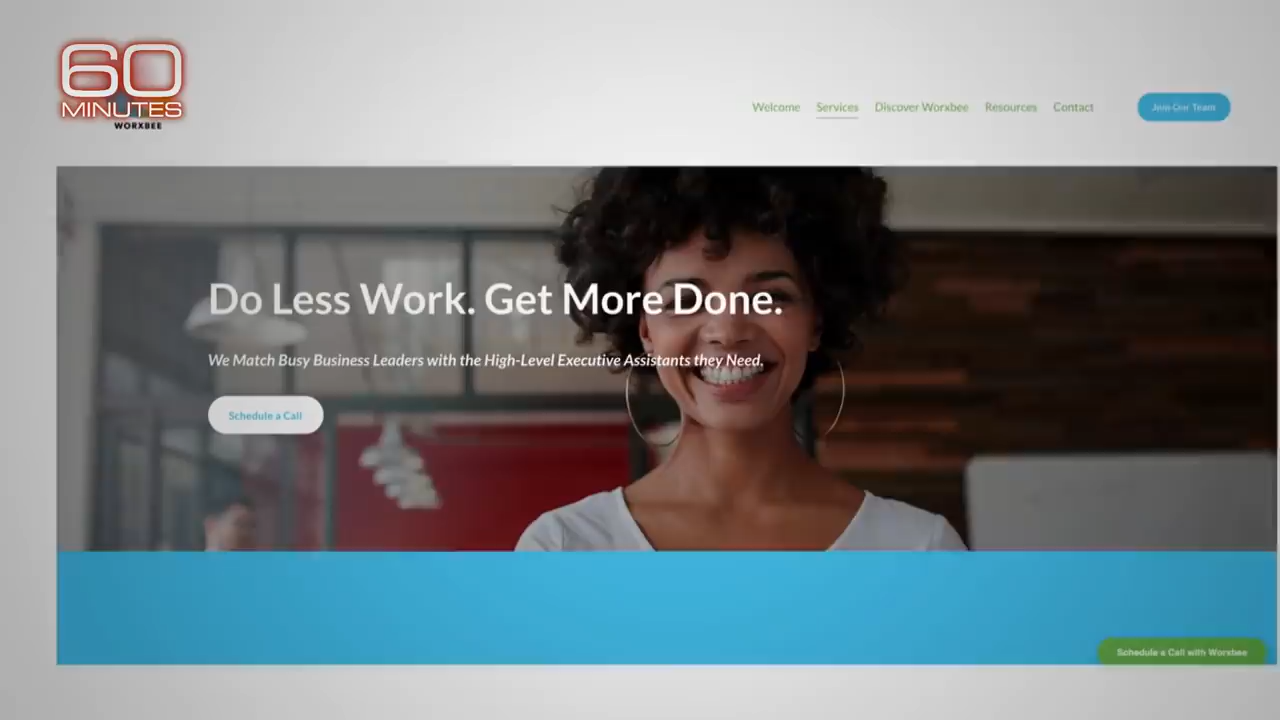 60
MINUTES
WORXBEE
Welcome Services Discover Worxbee Resources Contact Join Our Team
Do Less Work. Get More Done.
We Match Busy Business Leaders with the High-Level Executive Assistants they Need.
Schedule a Call
Schedule a Call with Worxbee